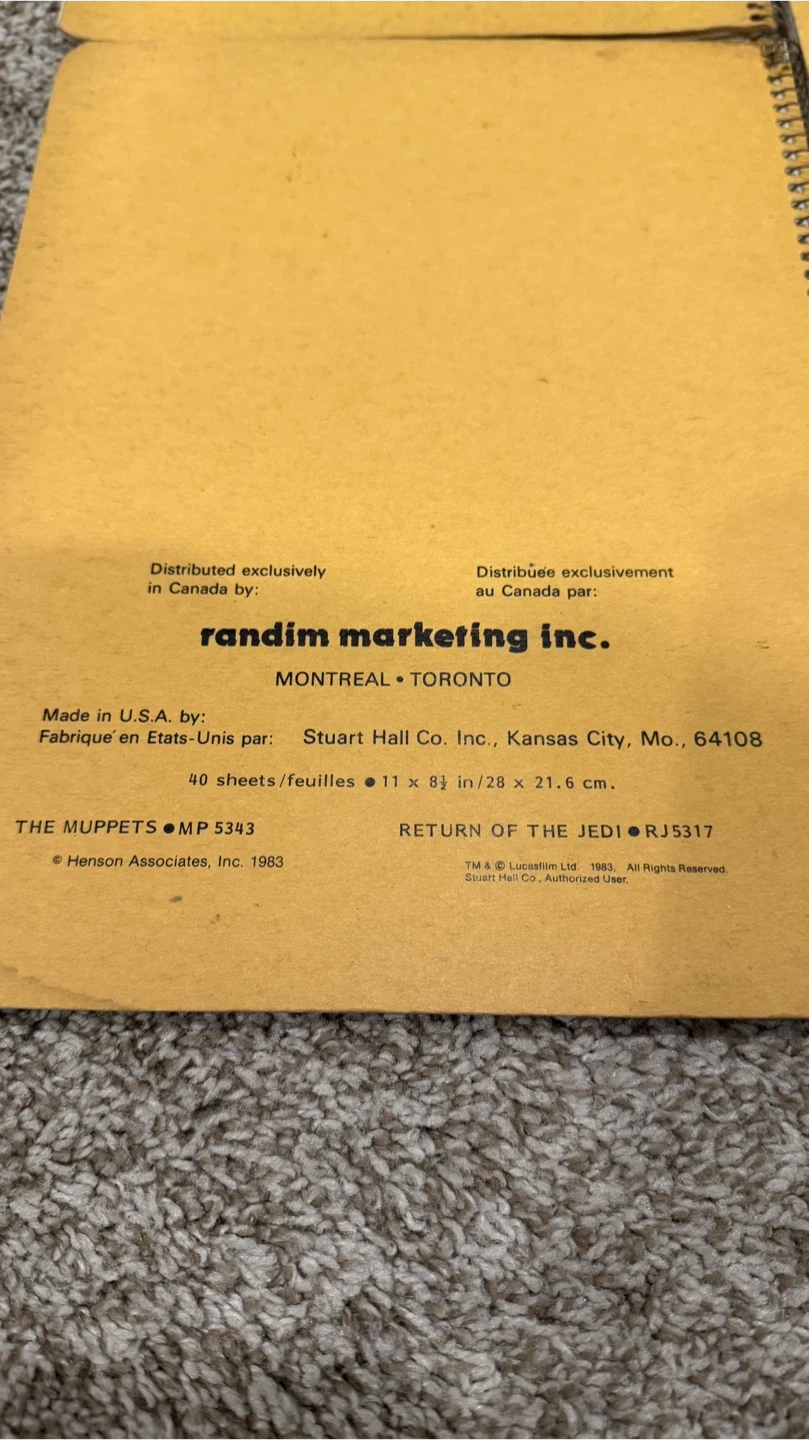 Distributed exclusively
in Canada by:
Distribuée exclusivement
au Canada par:
randim marketing inc.
MONTREAL • TORONTO
Made in U.S.A. by:
Fabrique´ en Etats-Unis par: Stuart Hall Co. Inc., Kansas City, Mo., 64108
40 sheets/feuilles ● 11 x 8½ in/28 x 21.6 cm.
THE MUPPETS ● MP 5343
© Henson Associates, Inc. 1983
RETURN OF THE JEDI ● RJ5317
TM & © Lucasfilm Ltd. 1983, All Rights Reserved.
Stuart Hall Co., Authorized User.